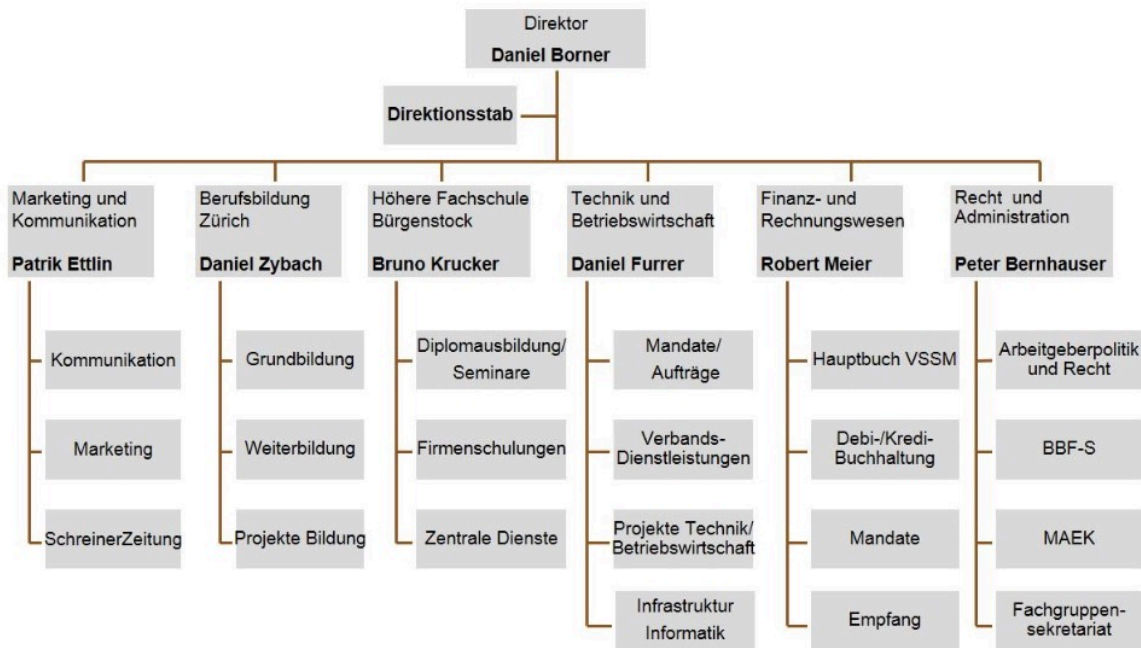 Direktor
Daniel Borner
Direktionsstab
Marketing und
Kommunikation
Patrik Ettlin
Berufsbildung
Zürich
Daniel Zybach
Höhere Fachschule
Bürgenstock
Bruno Krucker
Technik und
Betriebswirtschaft
Daniel Furrer
Finanz- und
Rechnungswesen
Robert Meier
Recht und
Administration
Peter Bernhauser
Kommunikation
Marketing
SchreinerZeitung
Grundbildung
Weiterbildung
Projekte Bildung
Diplomausbildung/
Seminare
Firmenschulungen
Zentrale Dienste
Mandate/
Aufträge
Verbands-
Dienstleistungen
Projekte Technik/
Betriebswirtschaft
Infrastruktur
Informatik
Hauptbuch VSSM
Debi-/Kredi-
Buchhaltung
Mandate
Empfang
Arbeitgeberpolitik
und Recht
BBF-S
MAEK
Fachgruppen-
sekretariat